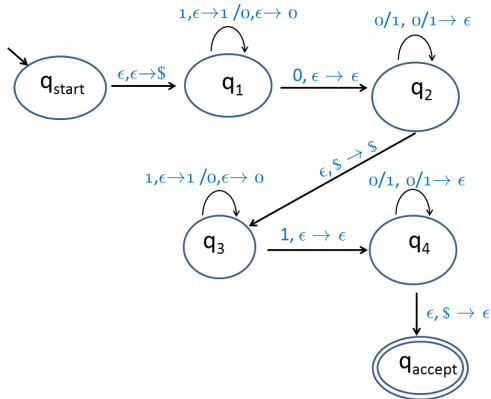 1,ϵ→1 /0,ϵ→ 0
0/1, 0/1→ ϵ
q_start
ϵ,ϵ→$
q_1
0, ϵ → ϵ
q_2
ϵ, $ → $
1,ϵ→1 /0,ϵ→ 0
0/1, 0/1→ ϵ
q_3
1, ϵ → ϵ
q_4
ϵ, $ → ϵ
q_accept